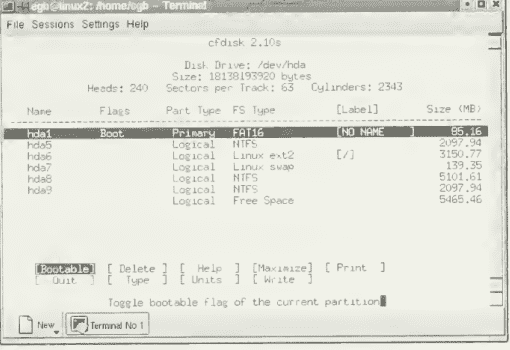 egb@linux2: /home/egb - Terminal
File Sessions Settings Help
cfdisk 2.10s
Disk Drive: /dev/hda
Size: 18138193920 bytes
Heads: 240 Sectors per Track: 63 Cylinders: 2343
Name Flags Part Type FS Type [Label] Size (MB)
hda1 Boot Primary FAT16 [NO NAME ] 85.16
hda5 Logical NTFS 2097.94
hda6 Logical Linux ext2 [/] 3150.77
hda7 Logical Linux swap 139.35
hda8 Logical NTFS 5101.61
hda9 Logical NTFS 2097.94
Logical Free Space 5465.46
[Bootable] [ Delete ] [ Help ] [Maximize] [ Print ]
[ Quit ] [ Type ] [ Units ] [ Write ]
Toggle bootable flag of the current partition
New Terminal No 1